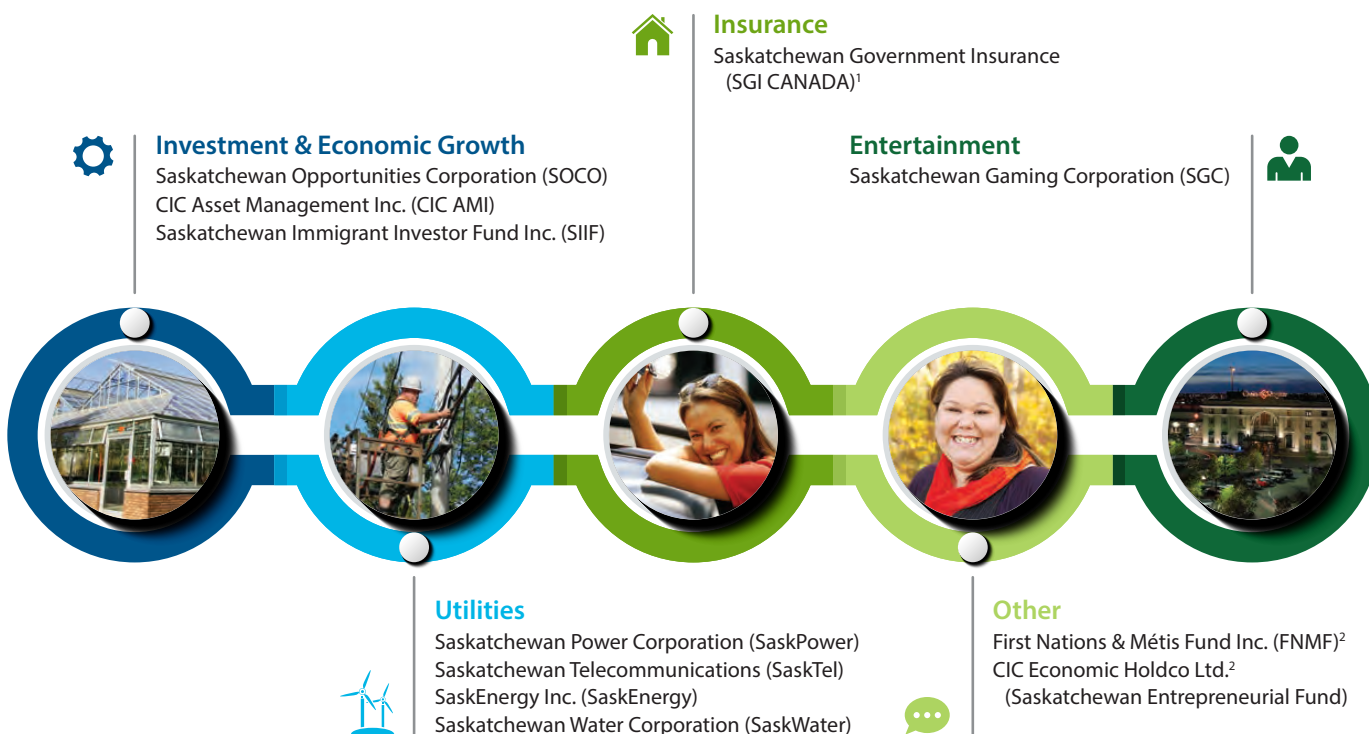 Insurance
Saskatchewan Government Insurance
(SGI CANADA)¹
Investment & Economic Growth
Saskatchewan Opportunities Corporation (SOCO)
CIC Asset Management Inc. (CIC AMI)
Saskatchewan Immigrant Investor Fund Inc. (SIIF)
Entertainment
Saskatchewan Gaming Corporation (SGC)
Utilities
Saskatchewan Power Corporation (SaskPower)
Saskatchewan Telecommunications (SaskTel)
SaskEnergy Inc. (SaskEnergy)
Saskatchewan Water Corporation (SaskWater)
Other
First Nations & Métis Fund Inc. (FNMF)²
CIC Economic Holdco Ltd.²
(Saskatchewan Entrepreneurial Fund)